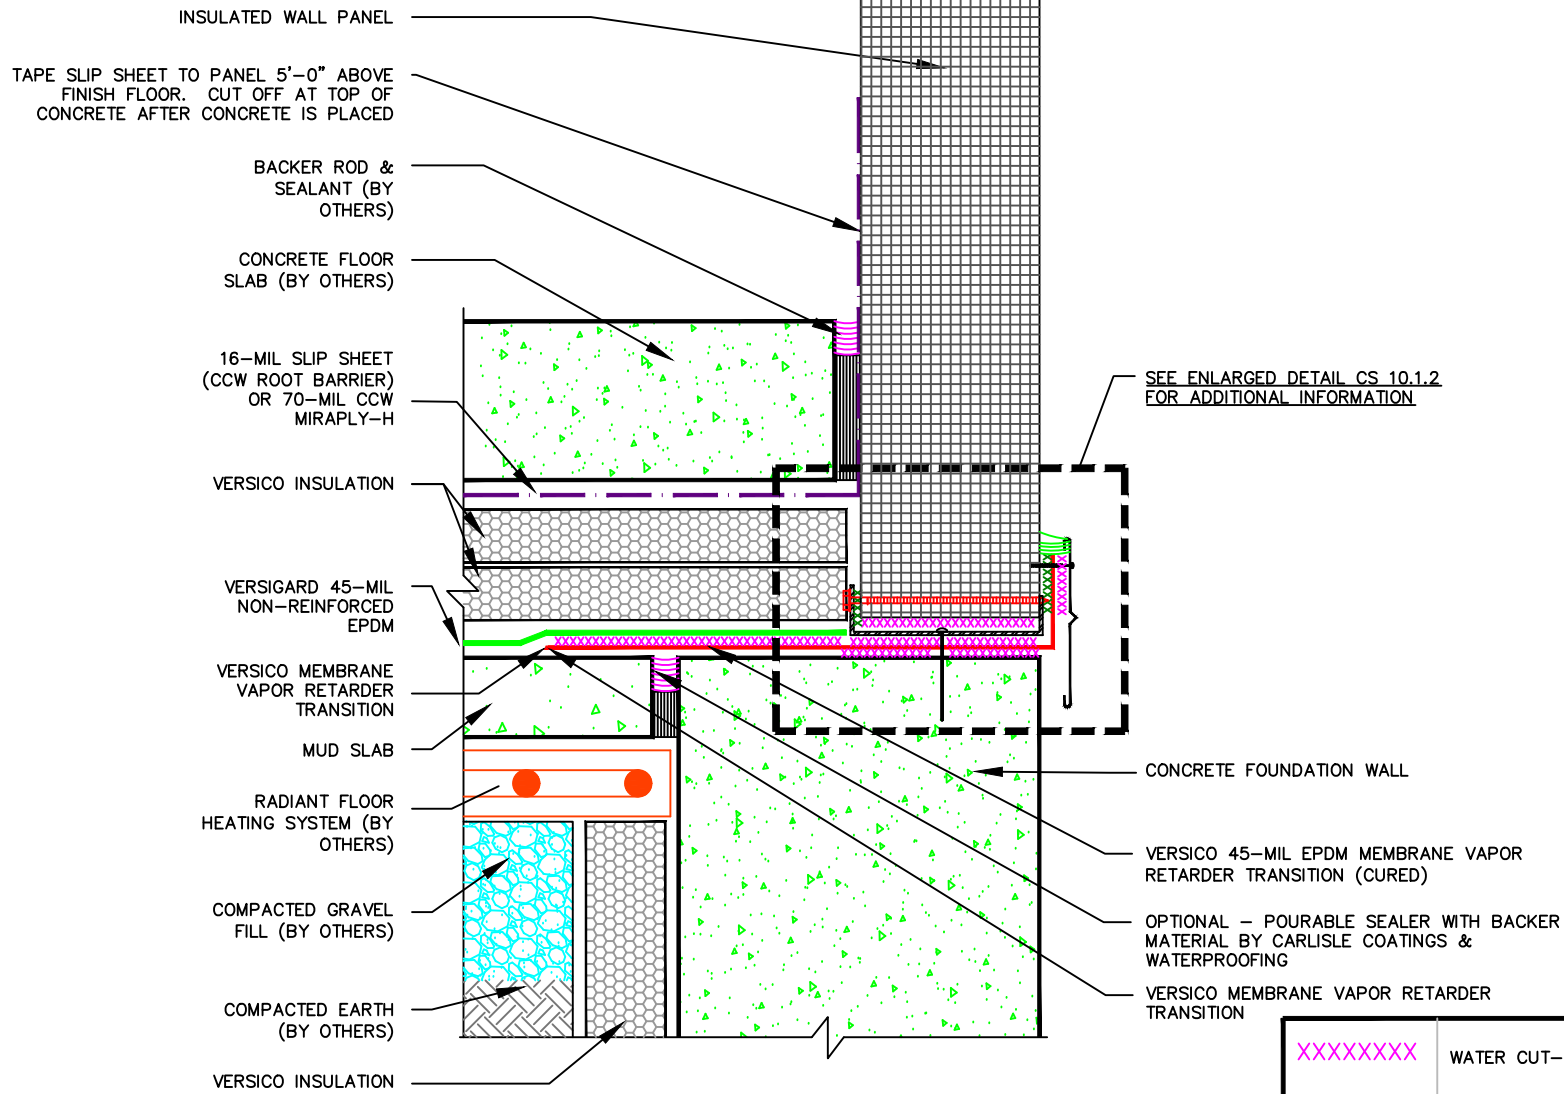 INSULATED WALL PANEL
TAPE SLIP SHEET TO PANEL 5'-0" ABOVE
FINISH FLOOR. CUT OFF AT TOP OF
CONCRETE AFTER CONCRETE IS PLACED
BACKER ROD &
SEALANT (BY
OTHERS)
CONCRETE FLOOR
SLAB (BY OTHERS)
16-MIL SLIP SHEET
(CCW ROOT BARRIER)
OR 70-MIL CCW
MIRAPLY-H
VERSICO INSULATION
VERSIGARD 45-MIL
NON-REINFORCED
EPDM
VERSICO MEMBRANE
VAPOR RETARDER
TRANSITION
MUD SLAB
RADIANT FLOOR
HEATING SYSTEM (BY
OTHERS)
COMPACTED GRAVEL
FILL (BY OTHERS)
COMPACTED EARTH
(BY OTHERS)
VERSICO INSULATION
SEE ENLARGED DETAIL CS 10.1.2
FOR ADDITIONAL INFORMATION
CONCRETE FOUNDATION WALL
VERSICO 45-MIL EPDM MEMBRANE VAPOR
RETARDER TRANSITION (CURED)
OPTIONAL - POURABLE SEALER WITH BACKER
MATERIAL BY CARLISLE COATINGS &
WATERPROOFING
VERSICO MEMBRANE VAPOR RETARDER
TRANSITION
XXXXXXXX WATER CUT-